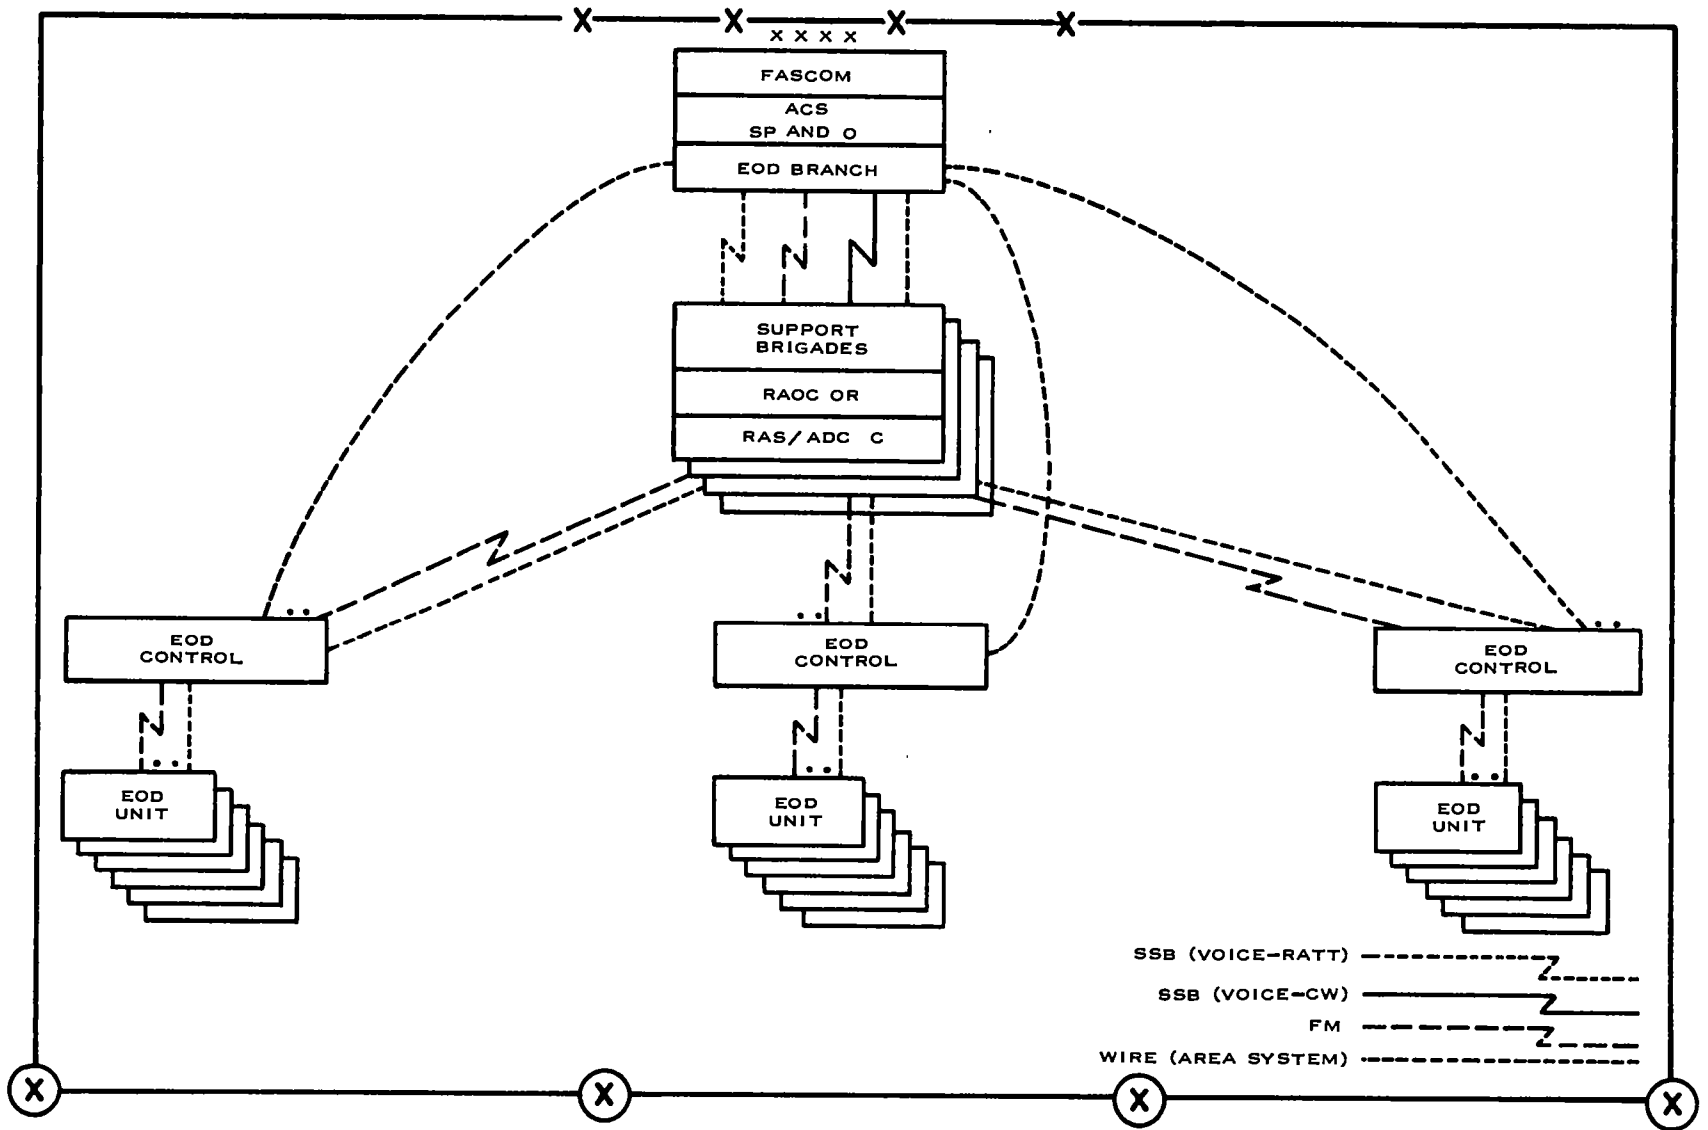 X X X X
x x x x
FASCOM
ACS
SP AND O
EOD BRANCH
SUPPORT
BRIGADES
RAOC OR
RAS/ADC C
EOD
CONTROL
EOD
CONTROL
EOD
CONTROL
EOD
UNIT
EOD
UNIT
EOD
UNIT
SSB (VOICE-RATT)
SSB (VOICE-CW)
FM
WIRE (AREA SYSTEM)
X X X X